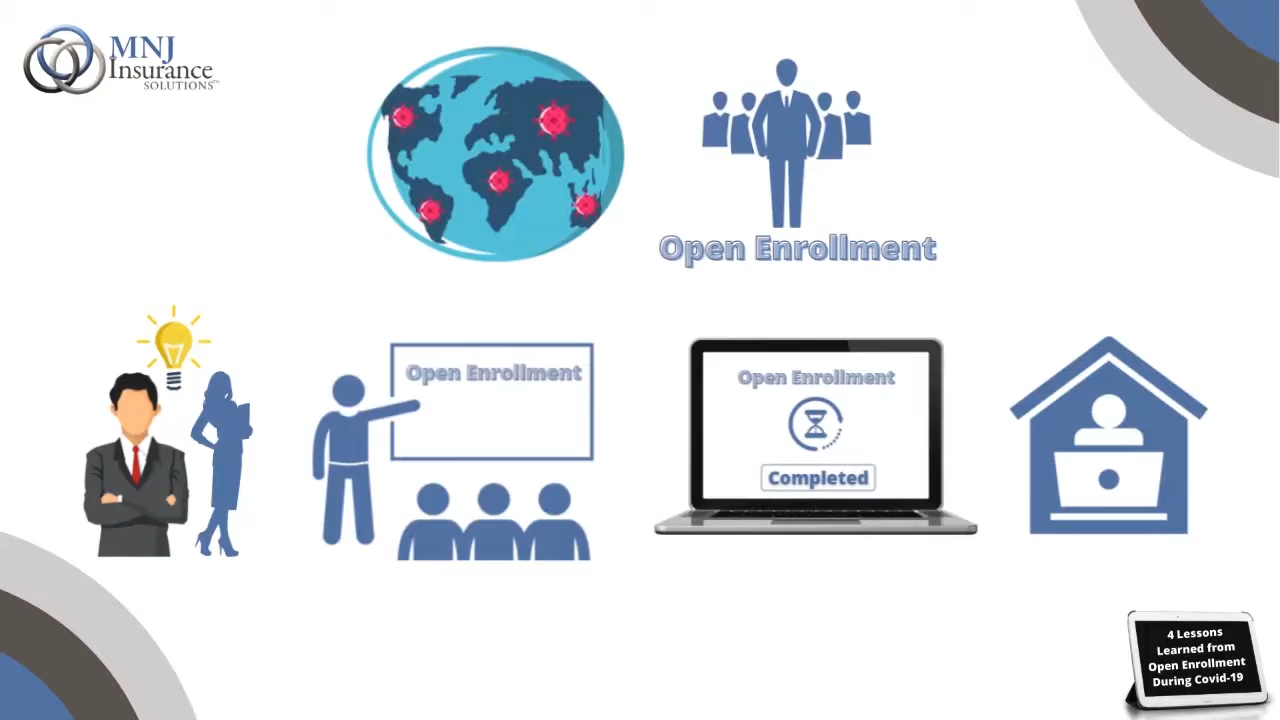 MNJ
Insurance
SOLUTIONS
Open Enrollment
Open Enrollment
Open Enrollment
Completed
4 Lessons
Learned from
Open Enrollment
During Covid-19